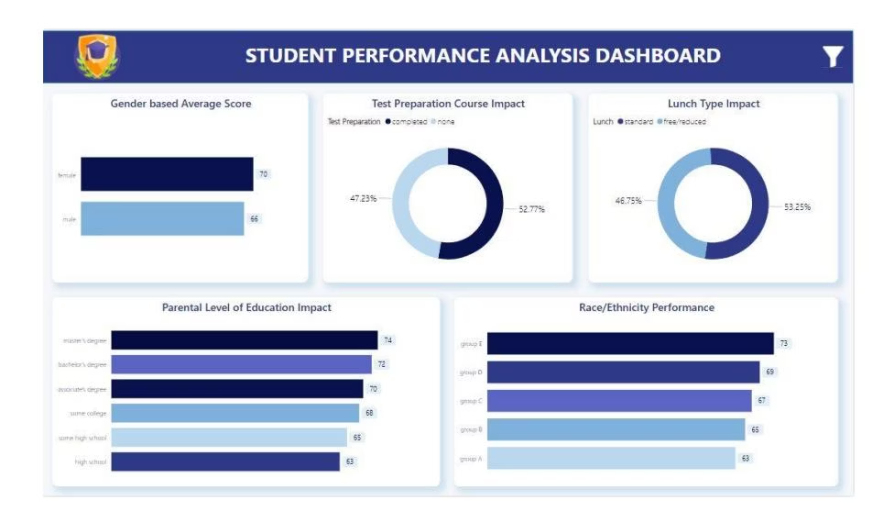 STUDENT PERFORMANCE ANALYSIS DASHBOARD
Gender based Average Score
female
70
male
66
Test Preparation Course Impact
Test Preparation completed none
47.23%
52.77%
Lunch Type Impact
Lunch standard free/reduced
46.75%
53.25%
Parental Level of Education Impact
master's degree
74
bachelor's degree
72
associate's degree
70
some college
68
some high school
65
high school
63
Race/Ethnicity Performance
group E
73
group D
69
group C
67
group B
65
group A
63